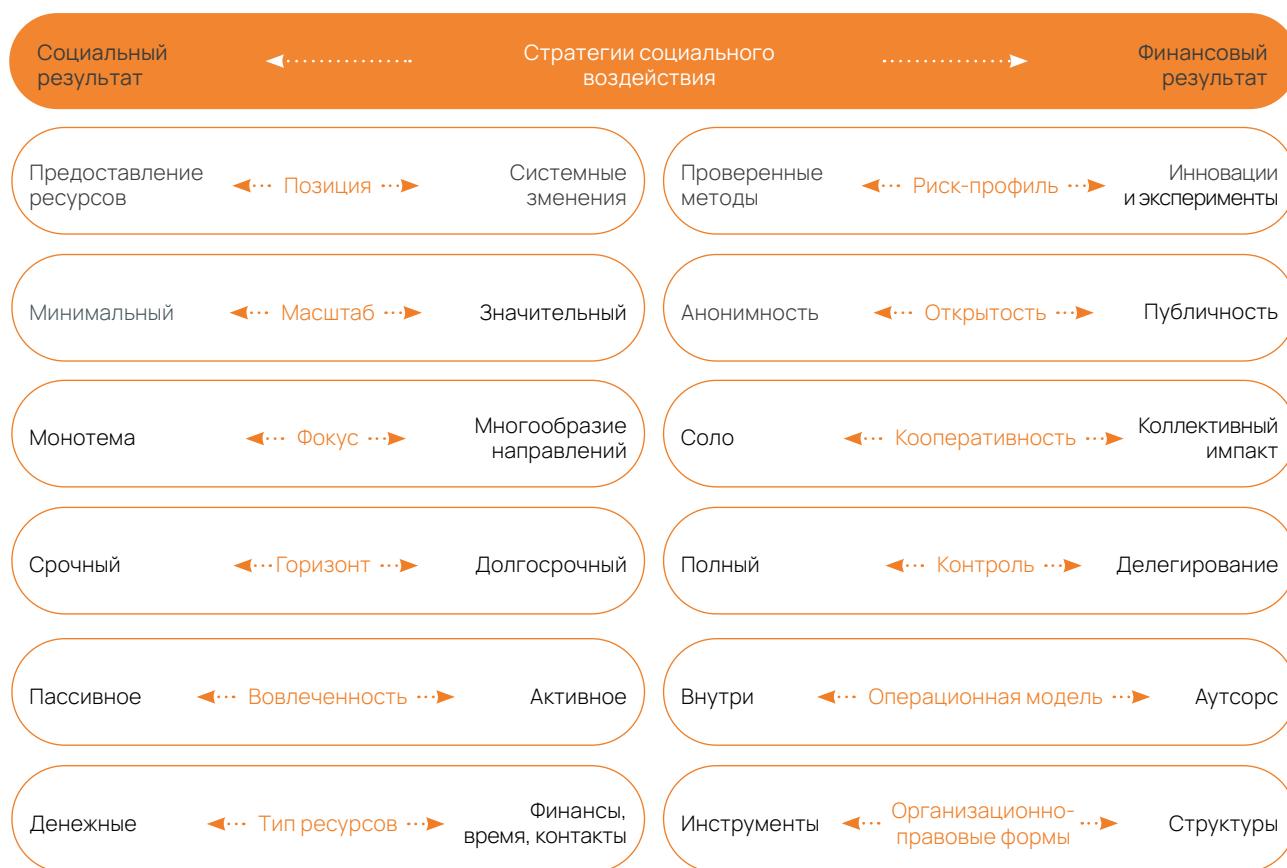 Социальный
результат
Стратегии социального
воздействия
Финансовый
результат
Предоставление
ресурсов
Позиция
Системные
зменения
Проверенные
методы
Риск-профиль
Инновации
и эксперименты
Минимальный
Масштаб
Значительный
Анонимность
Открытость
Публичность
Монотема
Фокус
Многообразие
направлений
Соло
Кооперативность
Коллективный
импакт
Срочный
Горизонт
Долгосрочный
Полный
Контроль
Делегирование
Пассивное
Вовлеченность
Активное
Внутри
Операционная модель
Аутсорс
Денежные
Тип ресурсов
Финансы,
время, контакты
Инструменты
Организационно-
правовые формы
Структуры